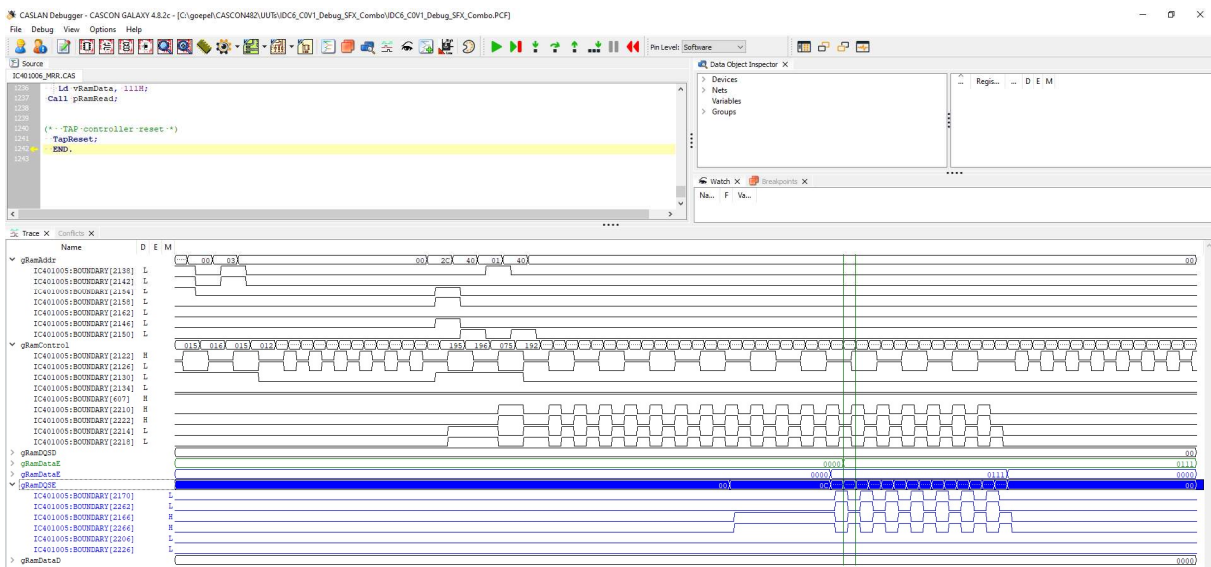 CASLAN Debugger - CASCON GALAXY 4.8.2c - [C:\goepel\CASCON482\UUTs\IDC6_C0V1_Debug_SFX_Combo\IDC6_C0V1_Debug_SFX_Combo.PCF]
File Debug View Options Help
Pin Level: Software
Source
IC401006_MRR.CAS
1236 Ld vRamData, 111H;
1237 Call pRamRead;
1238
1239
1240 (* TAP controller reset *)
1241 TapReset;
1242 END.
1243
Data Object Inspector
Devices
Nets
Variables
Groups
... Regis... ... D E M
Watch Breakpoints
Na... F Va...
Trace Conflicts
Name D E M
gRamAddr 00 03 00 2C 40 01 40 00
IC401005:BOUNDARY[2138] L
IC401005:BOUNDARY[2142] L
IC401005:BOUNDARY[2154] L
IC401005:BOUNDARY[2158] L
IC401005:BOUNDARY[2162] L
IC401005:BOUNDARY[2146] L
IC401005:BOUNDARY[2150] L
gRamControl 015 016 015 012 195 196 075 192
IC401005:BOUNDARY[2122] H
IC401005:BOUNDARY[2126] L
IC401005:BOUNDARY[2130] L
IC401005:BOUNDARY[2134] L
IC401005:BOUNDARY[607] H
IC401005:BOUNDARY[2210] H
IC401005:BOUNDARY[2222] H
IC401005:BOUNDARY[2214] L
IC401005:BOUNDARY[2218] L
gRamDQSD 00
gRamDataE 0000 0111
gRamDataE 0000 0111 0000
gRamDQSE 00 0C 00
IC401005:BOUNDARY[2170] L
IC401005:BOUNDARY[2262] L
IC401005:BOUNDARY[2166] H
IC401005:BOUNDARY[2266] H
IC401005:BOUNDARY[2206] L
IC401005:BOUNDARY[2226] L
gRamDataD 0000